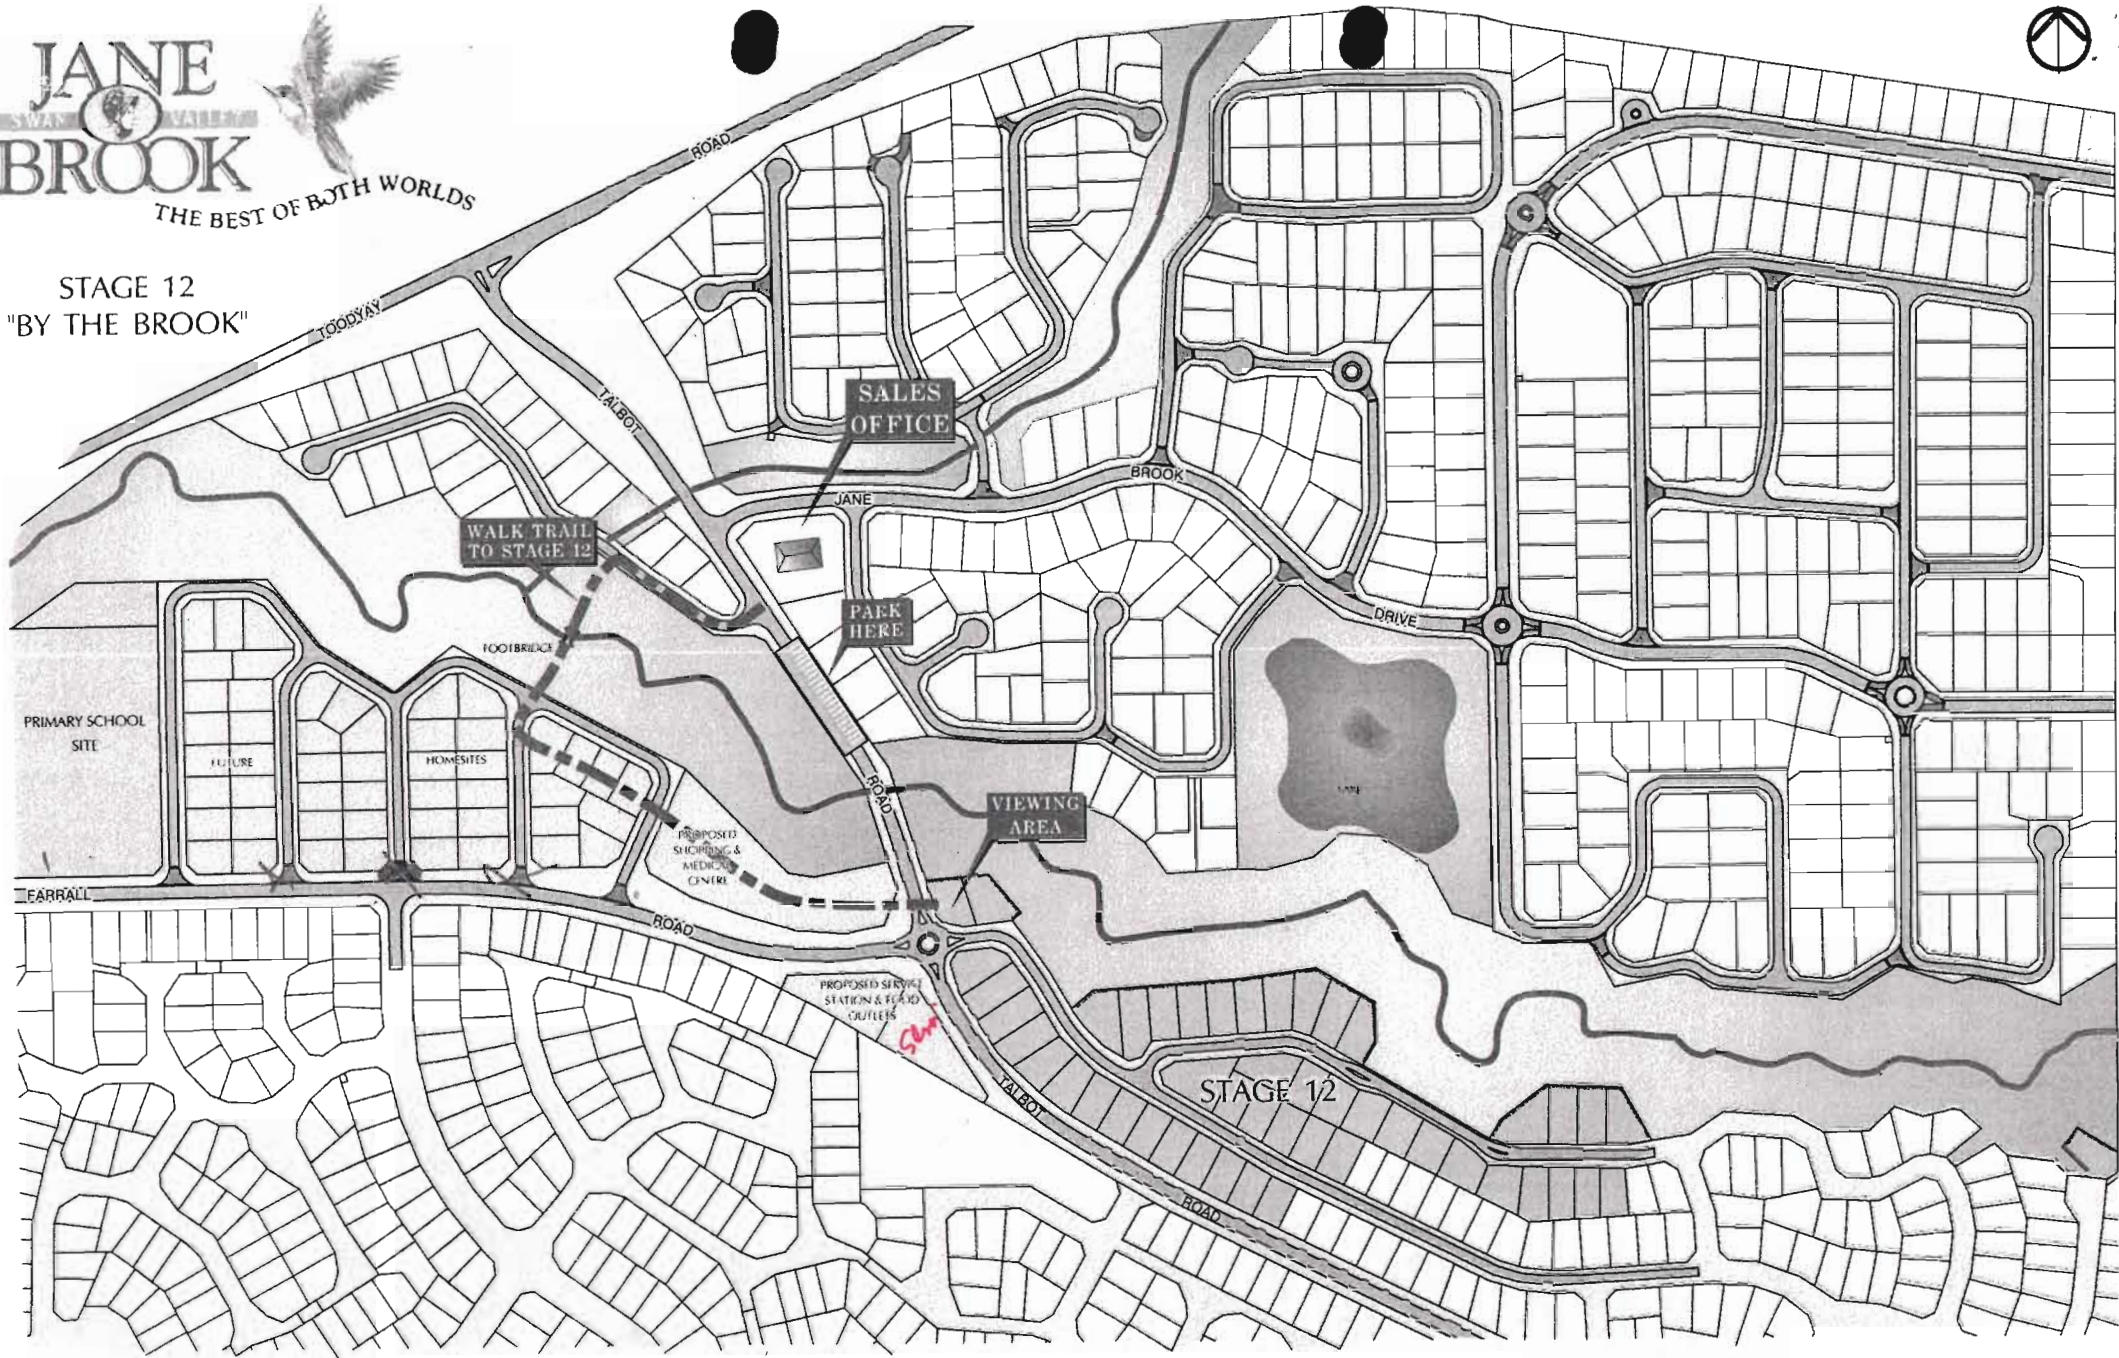 JANE
SWAN VALLEY
BROOK
THE BEST OF BOTH WORLDS
STAGE 12
"BY THE BROOK"
ROAD
TOODYAY
TALBOT
SALES
OFFICE
JANE
BROOK
DRIVE
WALK TRAIL
TO STAGE 12
PARK
HERE
FOOTBRIDGE
PRIMARY SCHOOL
SITE
FUTURE
HOMESITES
LAKE
ROAD
VIEWING
AREA
PROPOSED
SHOPPING &
MEDICAL
CENTRE
FARRALL
ROAD
PROPOSED SERVICE
STATION & FOOD
OUTLETS
TALBOT
STAGE 12
ROAD